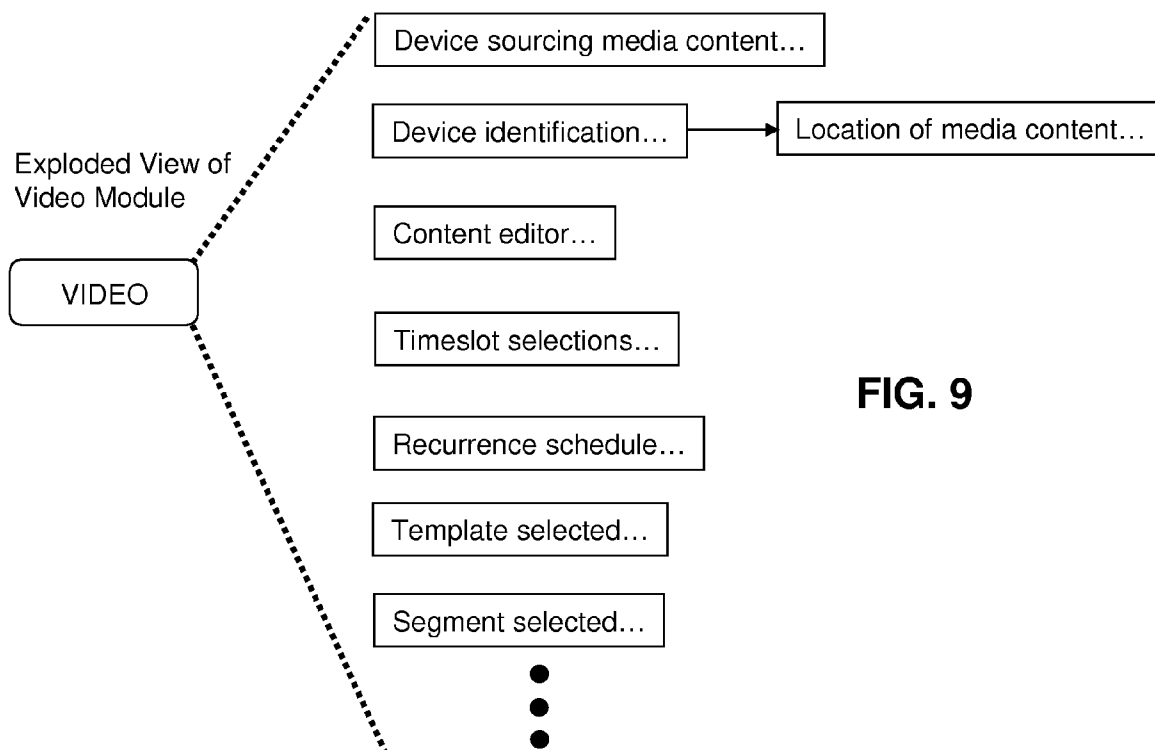 Device sourcing media content…
Device identification…
Location of media content…
Exploded View of
Video Module
Content editor…
VIDEO
Timeslot selections…
FIG. 9
Recurrence schedule…
Template selected…
Segment selected…